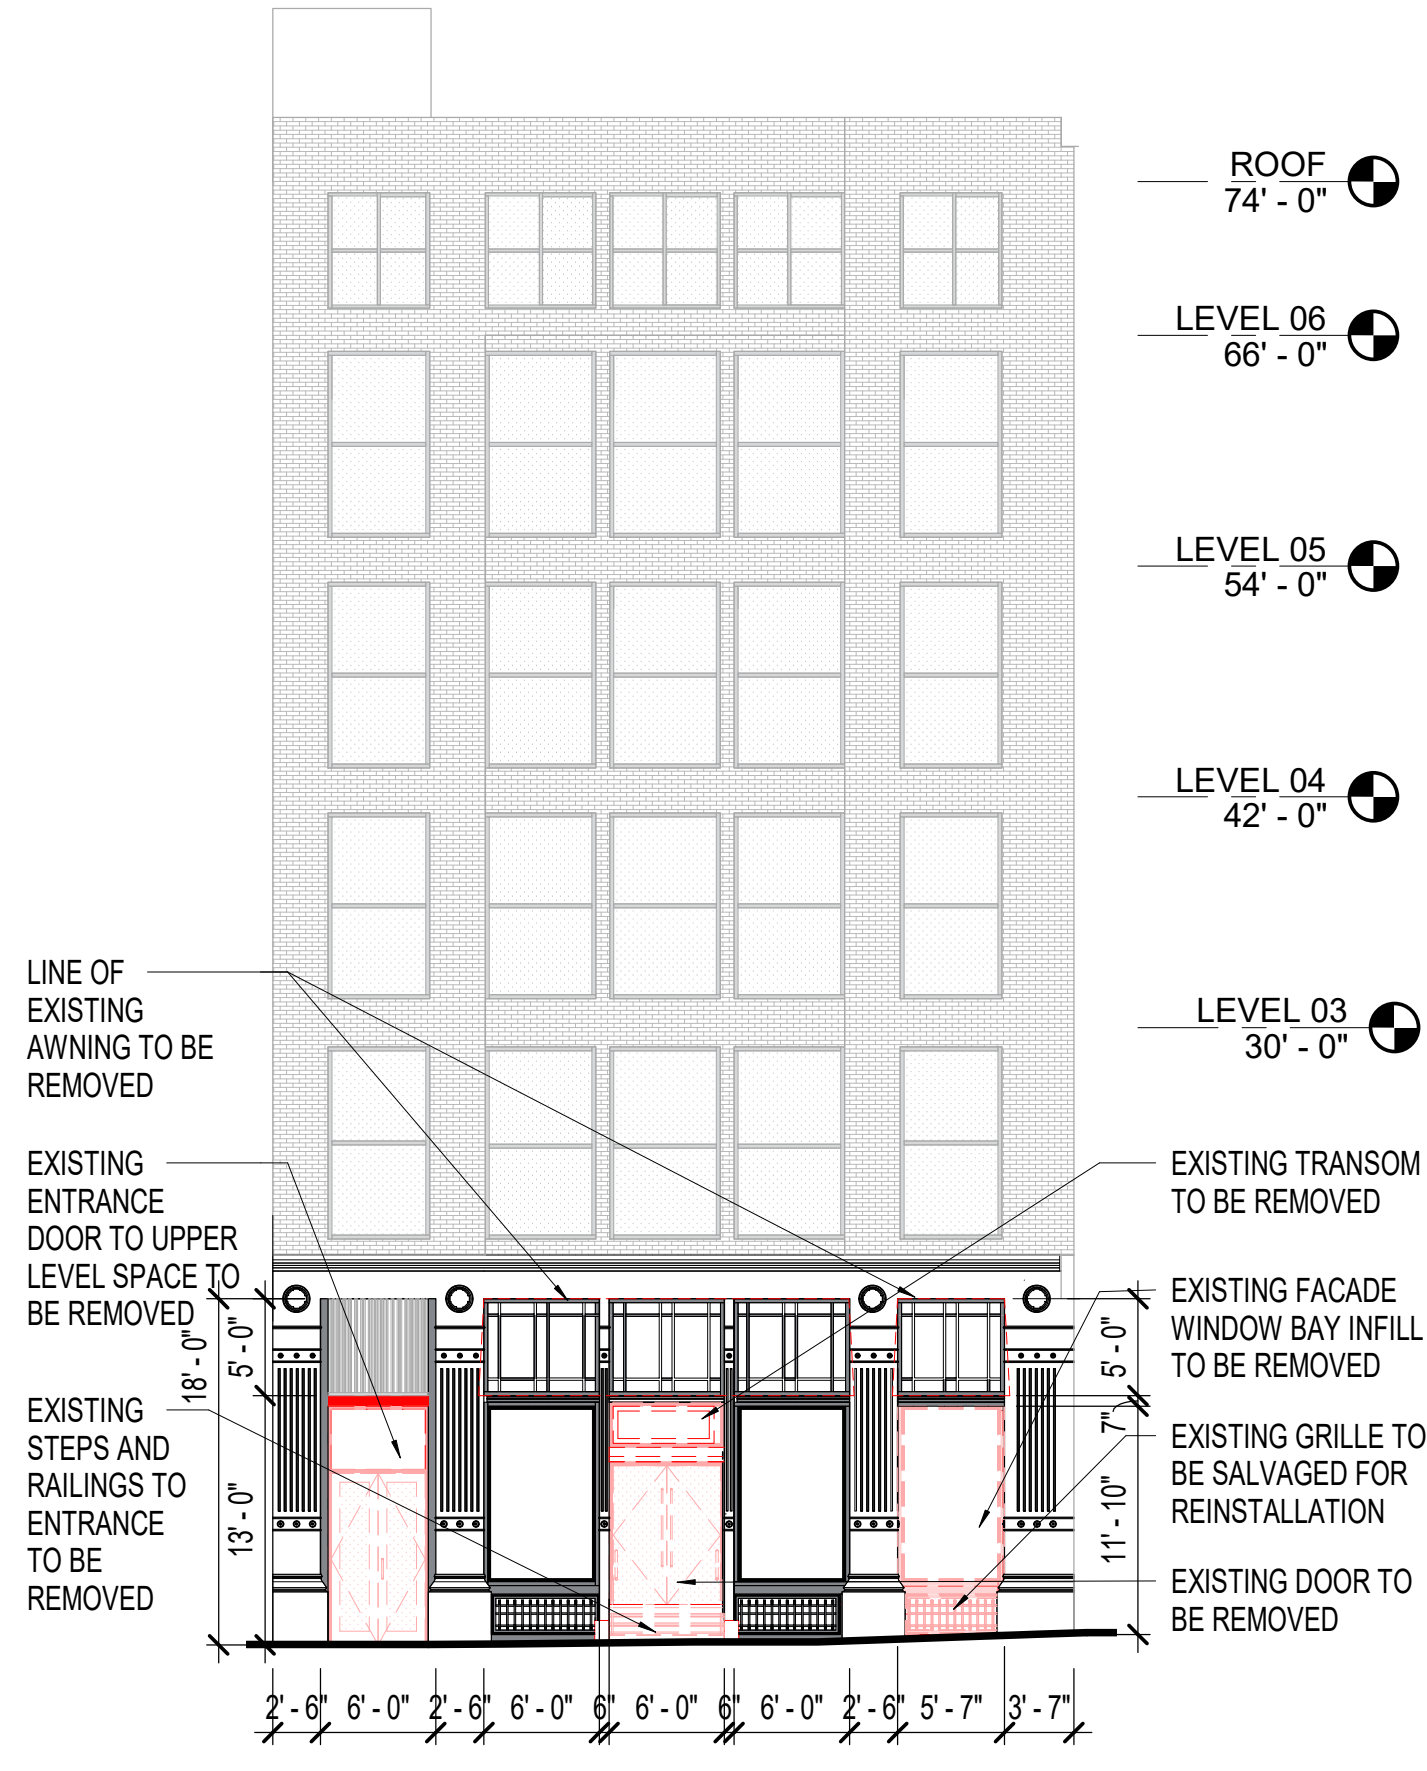 ROOF
74' - 0"
LEVEL 06
66' - 0"
LEVEL 05
54' - 0"
LEVEL 04
42' - 0"
LEVEL 03
30' - 0"
LINE OF
EXISTING
AWNING TO BE
REMOVED
EXISTING
ENTRANCE
DOOR TO UPPER
LEVEL SPACE TO
BE REMOVED
EXISTING
STEPS AND
RAILINGS TO
ENTRANCE
TO BE
REMOVED
18' - 0"
5' - 0"
13' - 0"
EXISTING TRANSOM
TO BE REMOVED
EXISTING FACADE
WINDOW BAY INFILL
TO BE REMOVED
EXISTING GRILLE TO
BE SALVAGED FOR
REINSTALLATION
EXISTING DOOR TO
BE REMOVED
5' - 0"
7"
11' - 10"
2' - 6" 6' - 0" 2' - 6" 6' - 0" 6" 6' - 0" 6" 6' - 0" 2' - 6" 5' - 7" 3' - 7"